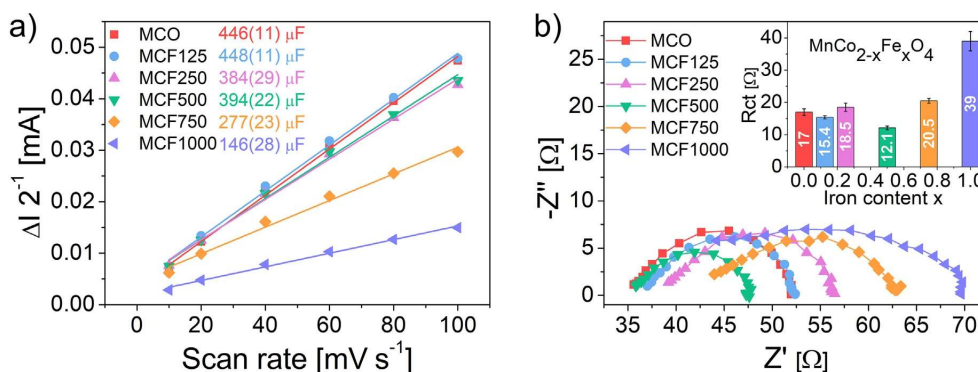 a)
MCO 446(11) μF
MCF125 448(11) μF
MCF250 384(29) μF
MCF500 394(22) μF
MCF750 277(23) μF
MCF1000 146(28) μF
0.05
0.04
0.03
0.02
0.01
0.00
ΔI 2⁻¹ [mA]
0 20 40 60 80 100
Scan rate [mV s⁻¹]
b)
MCO
MCF125
MCF250
MCF500
MCF750
MCF1000
25
20
15
10
5
0
-Z'' [Ω]
35 40 45 50 55 60 65 70
Z' [Ω]
MnCo₂₋ₓFeₓO₄
40
20
0
Rct [Ω]
17
15.4
18.5
12.1
20.5
39
0.0 0.2 0.4 0.6 0.8 1.0
Iron content x